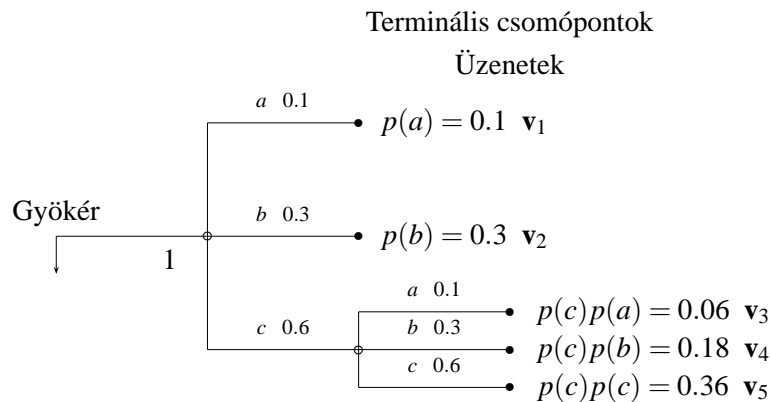 Terminális csomópontok
Üzenetek
a 0.1
p(a) = 0.1 v₁
Gyökér
b 0.3
p(b) = 0.3 v₂
1
a 0.1
p(c)p(a) = 0.06 v₃
c 0.6
b 0.3
p(c)p(b) = 0.18 v₄
c 0.6
p(c)p(c) = 0.36 v₅